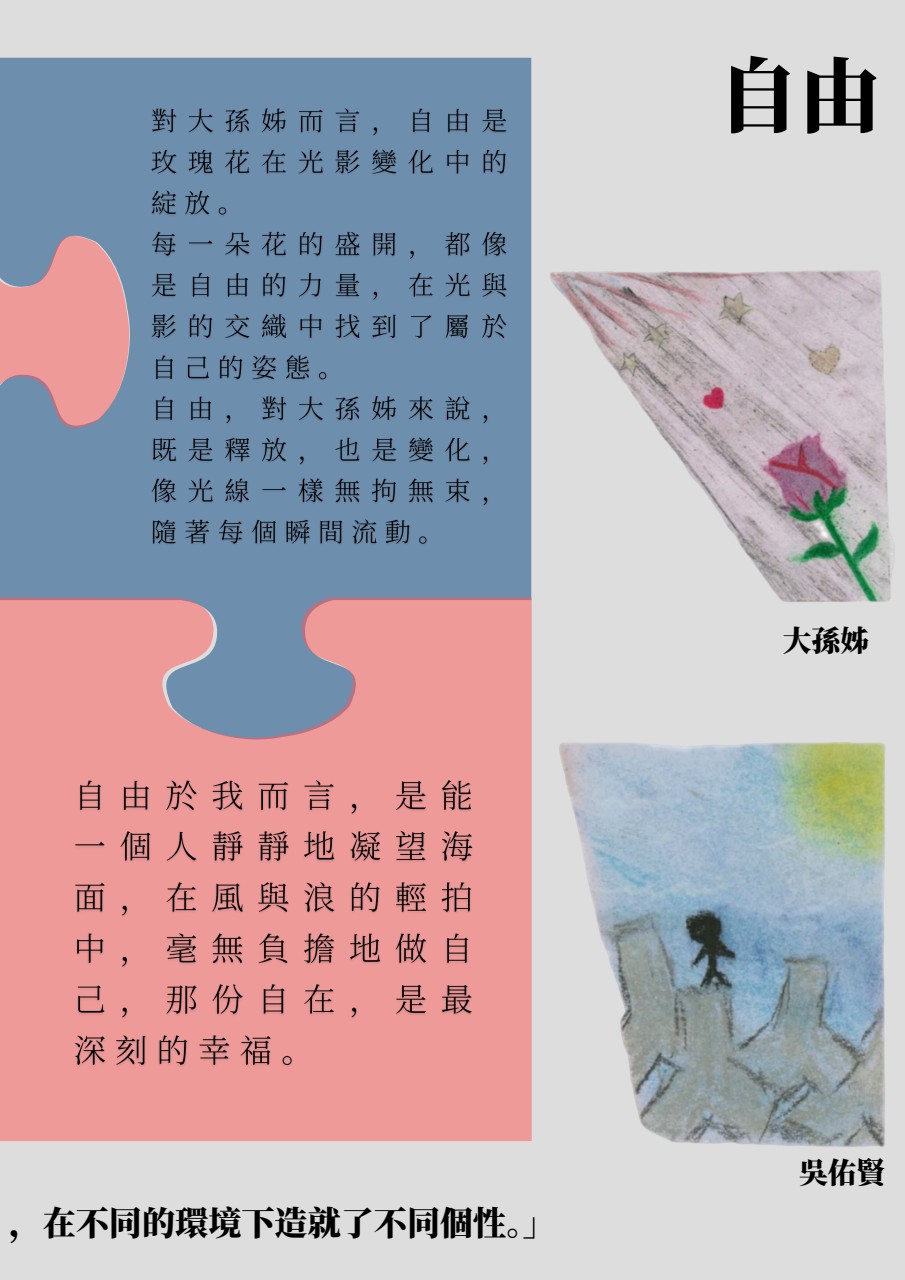 自由
對大孫姊而言，自由是
玫瑰花在光影變化中的
綻放。
每一朵花的盛開，都像
是自由的力量，在光與
影的交織中找到了屬於
自己的姿態。
自由，對大孫姊來說，
既是釋放，也是變化，
像光線一樣無拘無束，
隨著每個瞬間流動。
大孫姊
自由於我而言，是能
一個人靜靜地凝望海
面，在風與浪的輕拍
中，毫無負擔地做自
己，那份自在，是最
深刻的幸福。
吳佑賢
，在不同的環境下造就了不同個性。」